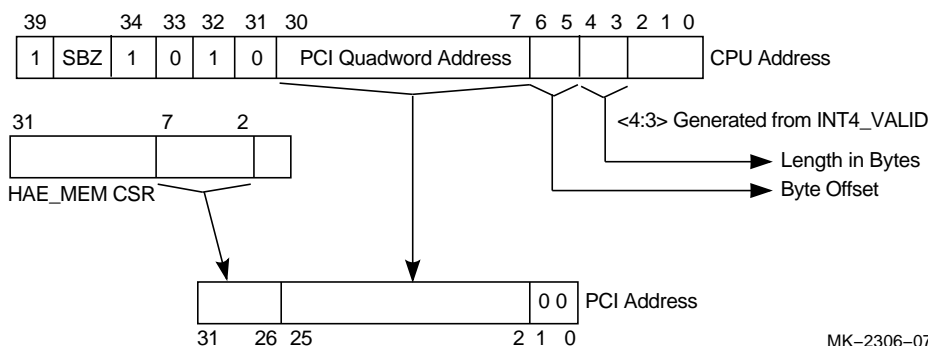 39 34 33 32 31 30 7 6 5 4 3 2 1 0
1 SBZ 1 0 1 0 PCI Quadword Address CPU Address
<4:3> Generated from INT4_VALID
31 7 2
Length in Bytes
HAE_MEM CSR
Byte Offset
0 0 PCI Address
31 26 25 2 1 0
MK–2306–07